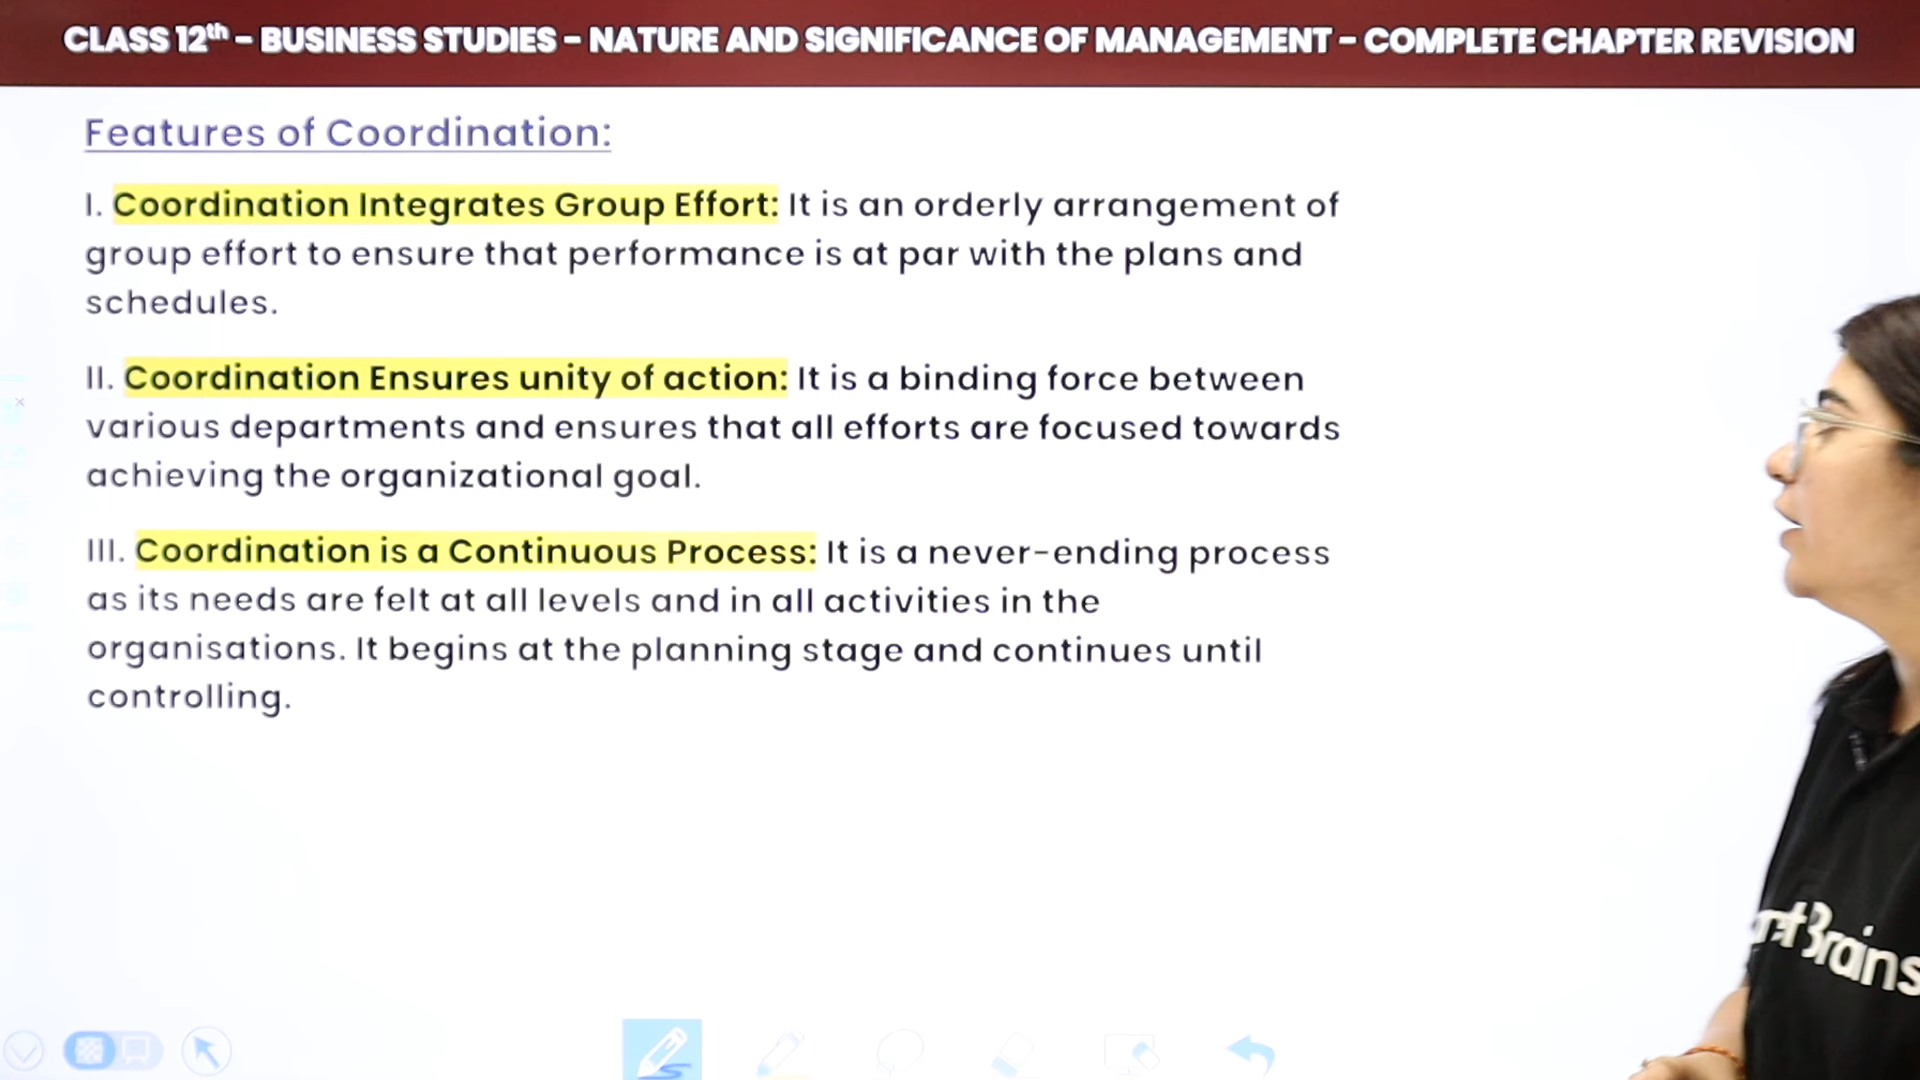 CLASS 12th – BUSINESS STUDIES – NATURE AND SIGNIFICANCE OF MANAGEMENT – COMPLETE CHAPTER REVISION
Features of Coordination:
I. Coordination Integrates Group Effort: It is an orderly arrangement of
group effort to ensure that performance is at par with the plans and
schedules.
II. Coordination Ensures unity of action: It is a binding force between
various departments and ensures that all efforts are focused towards
achieving the organizational goal.
III. Coordination is a Continuous Process: It is a never-ending process
as its needs are felt at all levels and in all activities in the
organisations. It begins at the planning stage and continues until
controlling.
Brains